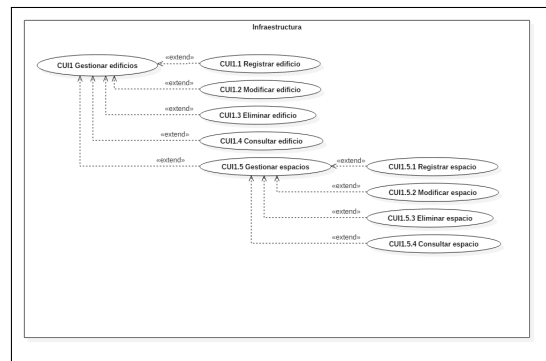 Infraestructura
«extend»
CUI1 Gestionar edificios
CUI1.1 Registrar edificio
«extend»
CUI1.2 Modificar edificio
«extend»
CUI1.3 Eliminar edificio
«extend»
CUI1.4 Consultar edificio
«extend»
CUI1.5 Gestionar espacios
«extend»
CUI1.5.1 Registrar espacio
«extend»
CUI1.5.2 Modificar espacio
«extend»
CUI1.5.3 Eliminar espacio
«extend»
CUI1.5.4 Consultar espacio